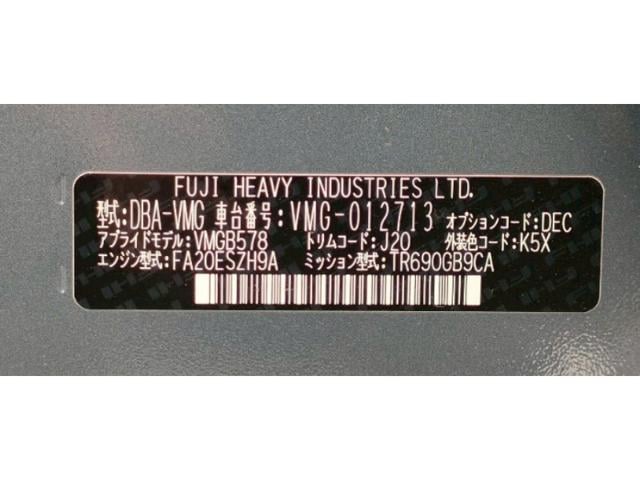 FUJI HEAVY INDUSTRIES LTD.
型式:DBA-VMG 車台番号:VMG-012713 オプションコード:DEC
アプライドモデル:VMGB578 トリムコード:J20 外装色コード:K5X
エンジン型式:FA20ESZH9A ミッション型式:TR690GB9CA